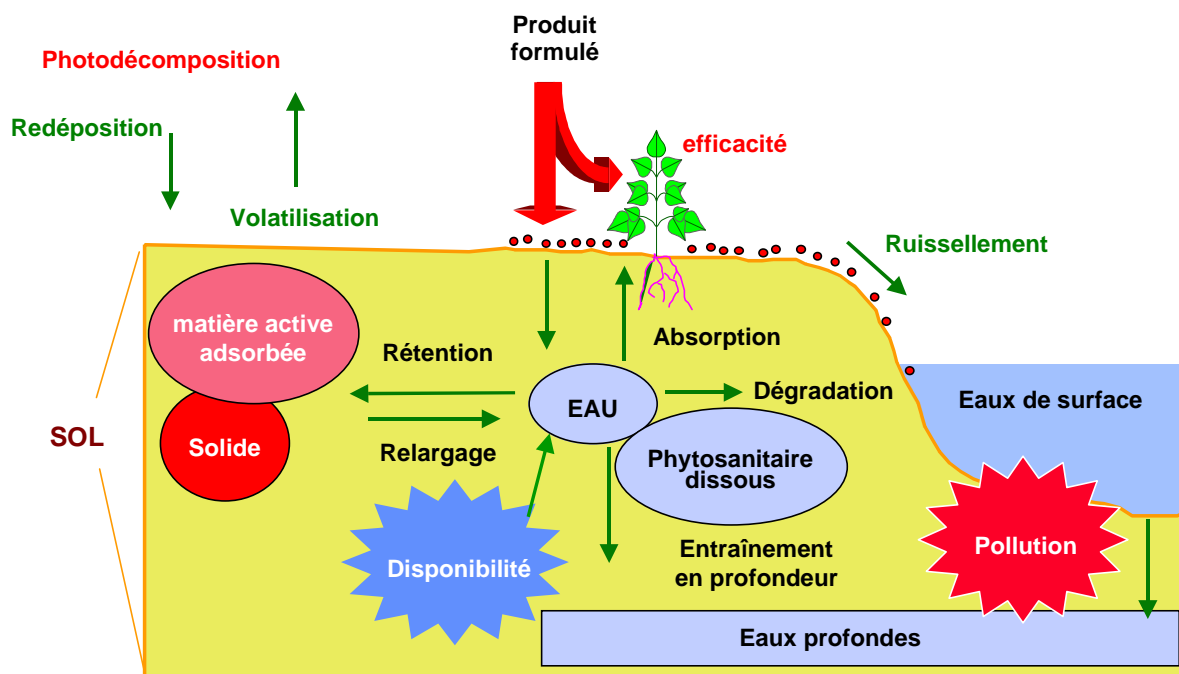 Produit
formulé
Photodécomposition
Redéposition
efficacité
Volatilisation
Ruissellement
matière active
adsorbée
Rétention
Absorption
Dégradation
EAU
Eaux de surface
SOL
Solide
Relargage
Phytosanitaire
dissous
Disponibilité
Entraînement
en profondeur
Pollution
Eaux profondes